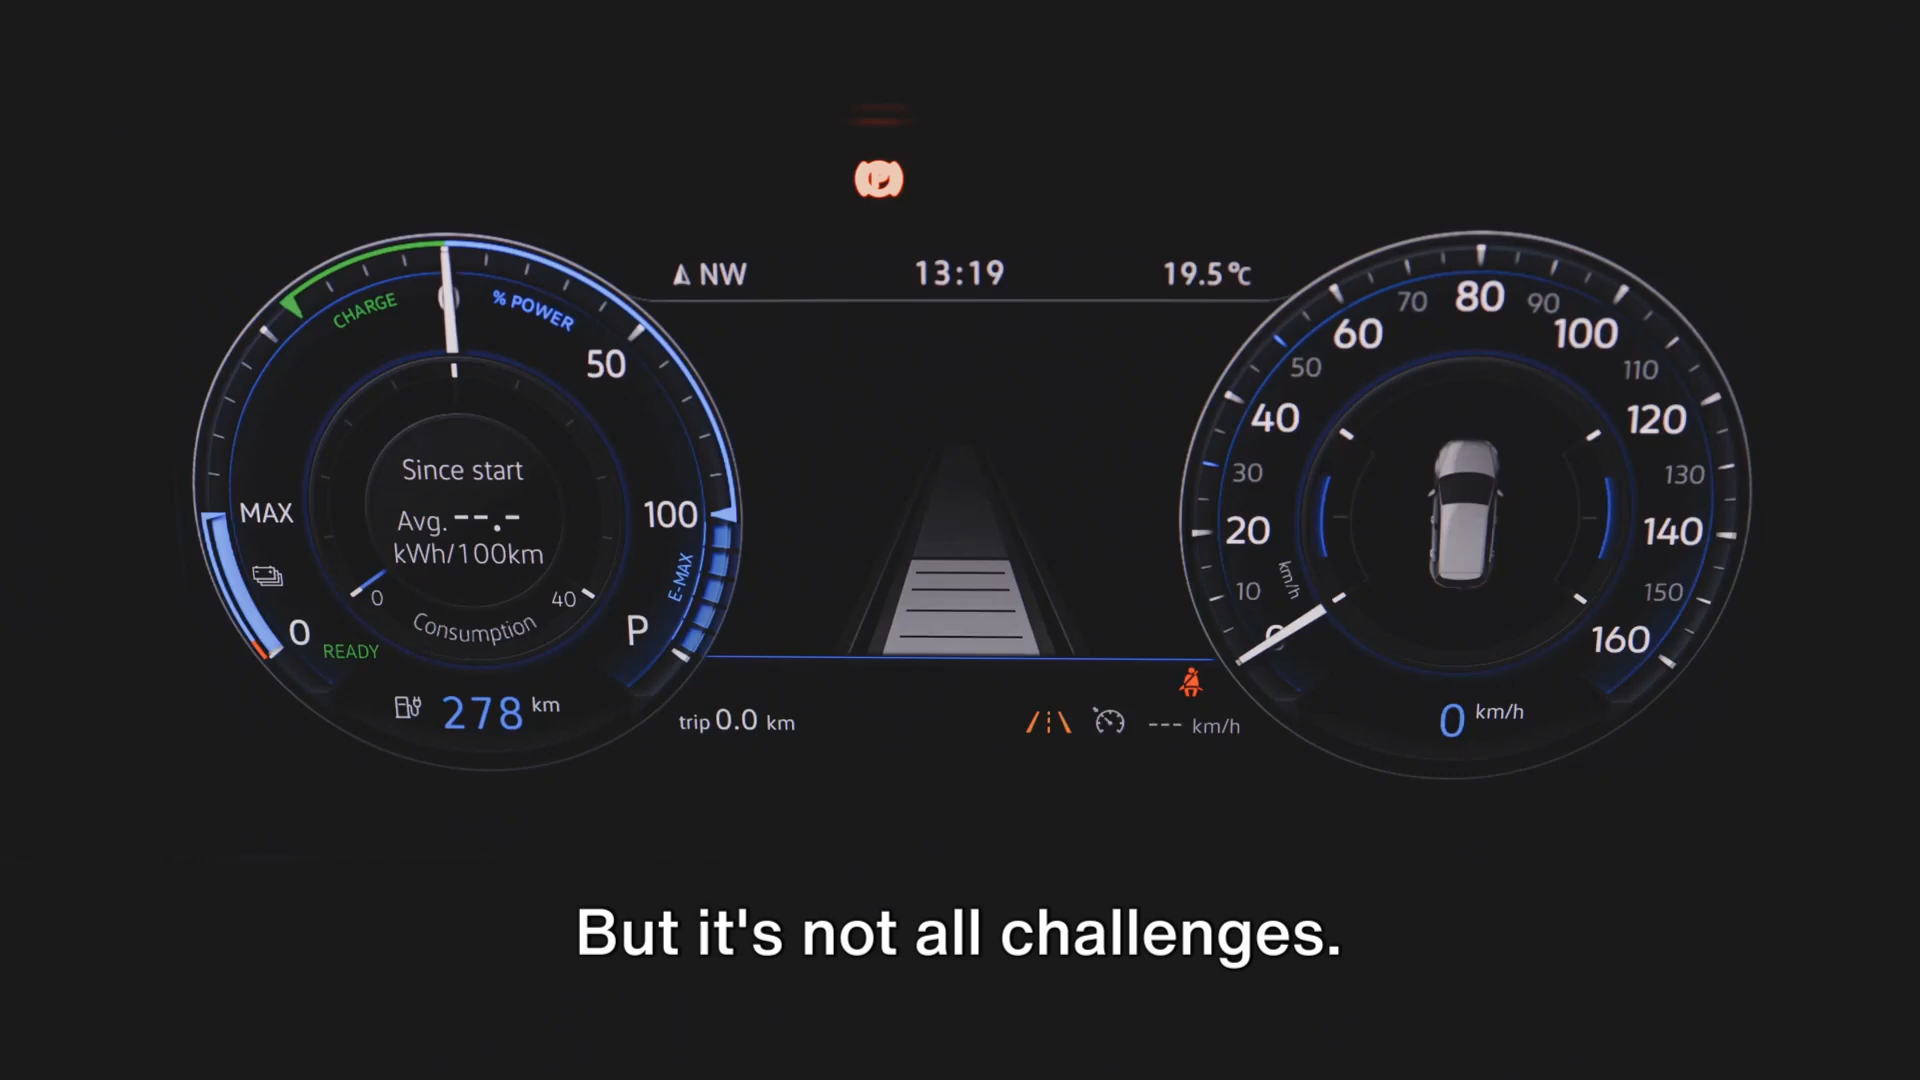 P
NW
13:19
19.5°C
CHARGE
0
% POWER
50
100
MAX
0
READY
E-MAX
P
Since start
Avg. --.-
kWh/100km
0
40
Consumption
278 km
trip 0.0 km
--- km/h
0
10
20
30
40
50
60
70
80
90
100
110
120
130
140
150
160
km/h
0 km/h
But it's not all challenges.